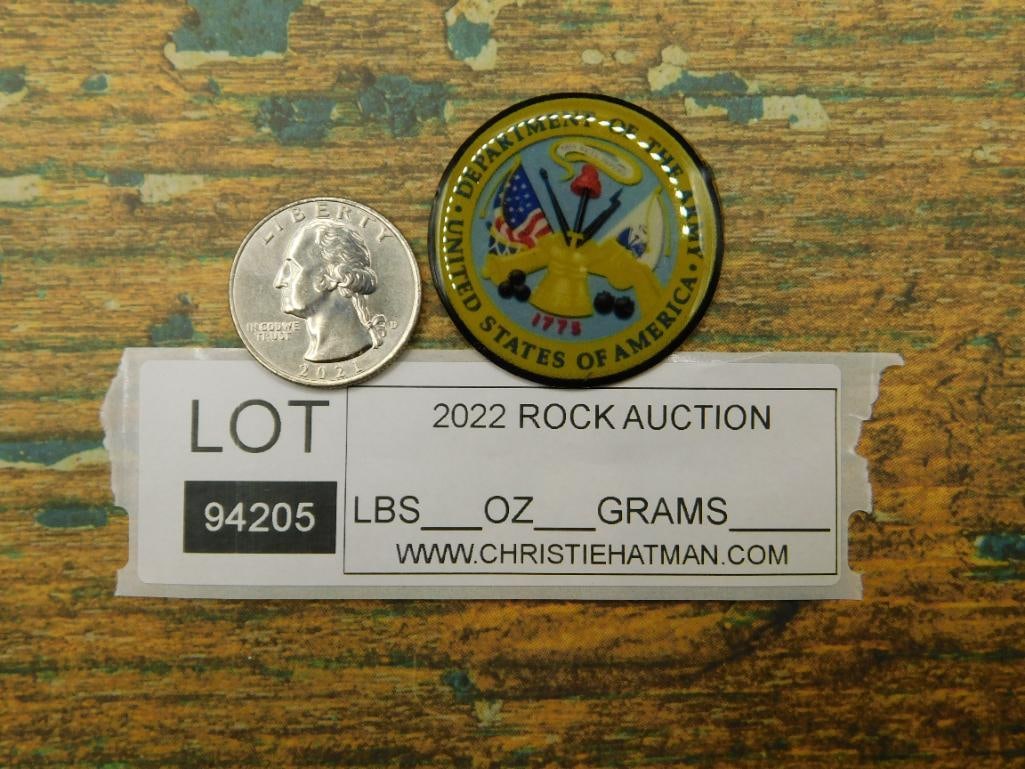 LIBERTY
IN GOD WE
TRUST
D
2021
UNITED STATES OF AMERICA
· DEPARTMENT OF THE ARMY ·
1775
LOT
94205
2022 ROCK AUCTION
LBS___OZ___GRAMS_____
WWW.CHRISTIEHATMAN.COM